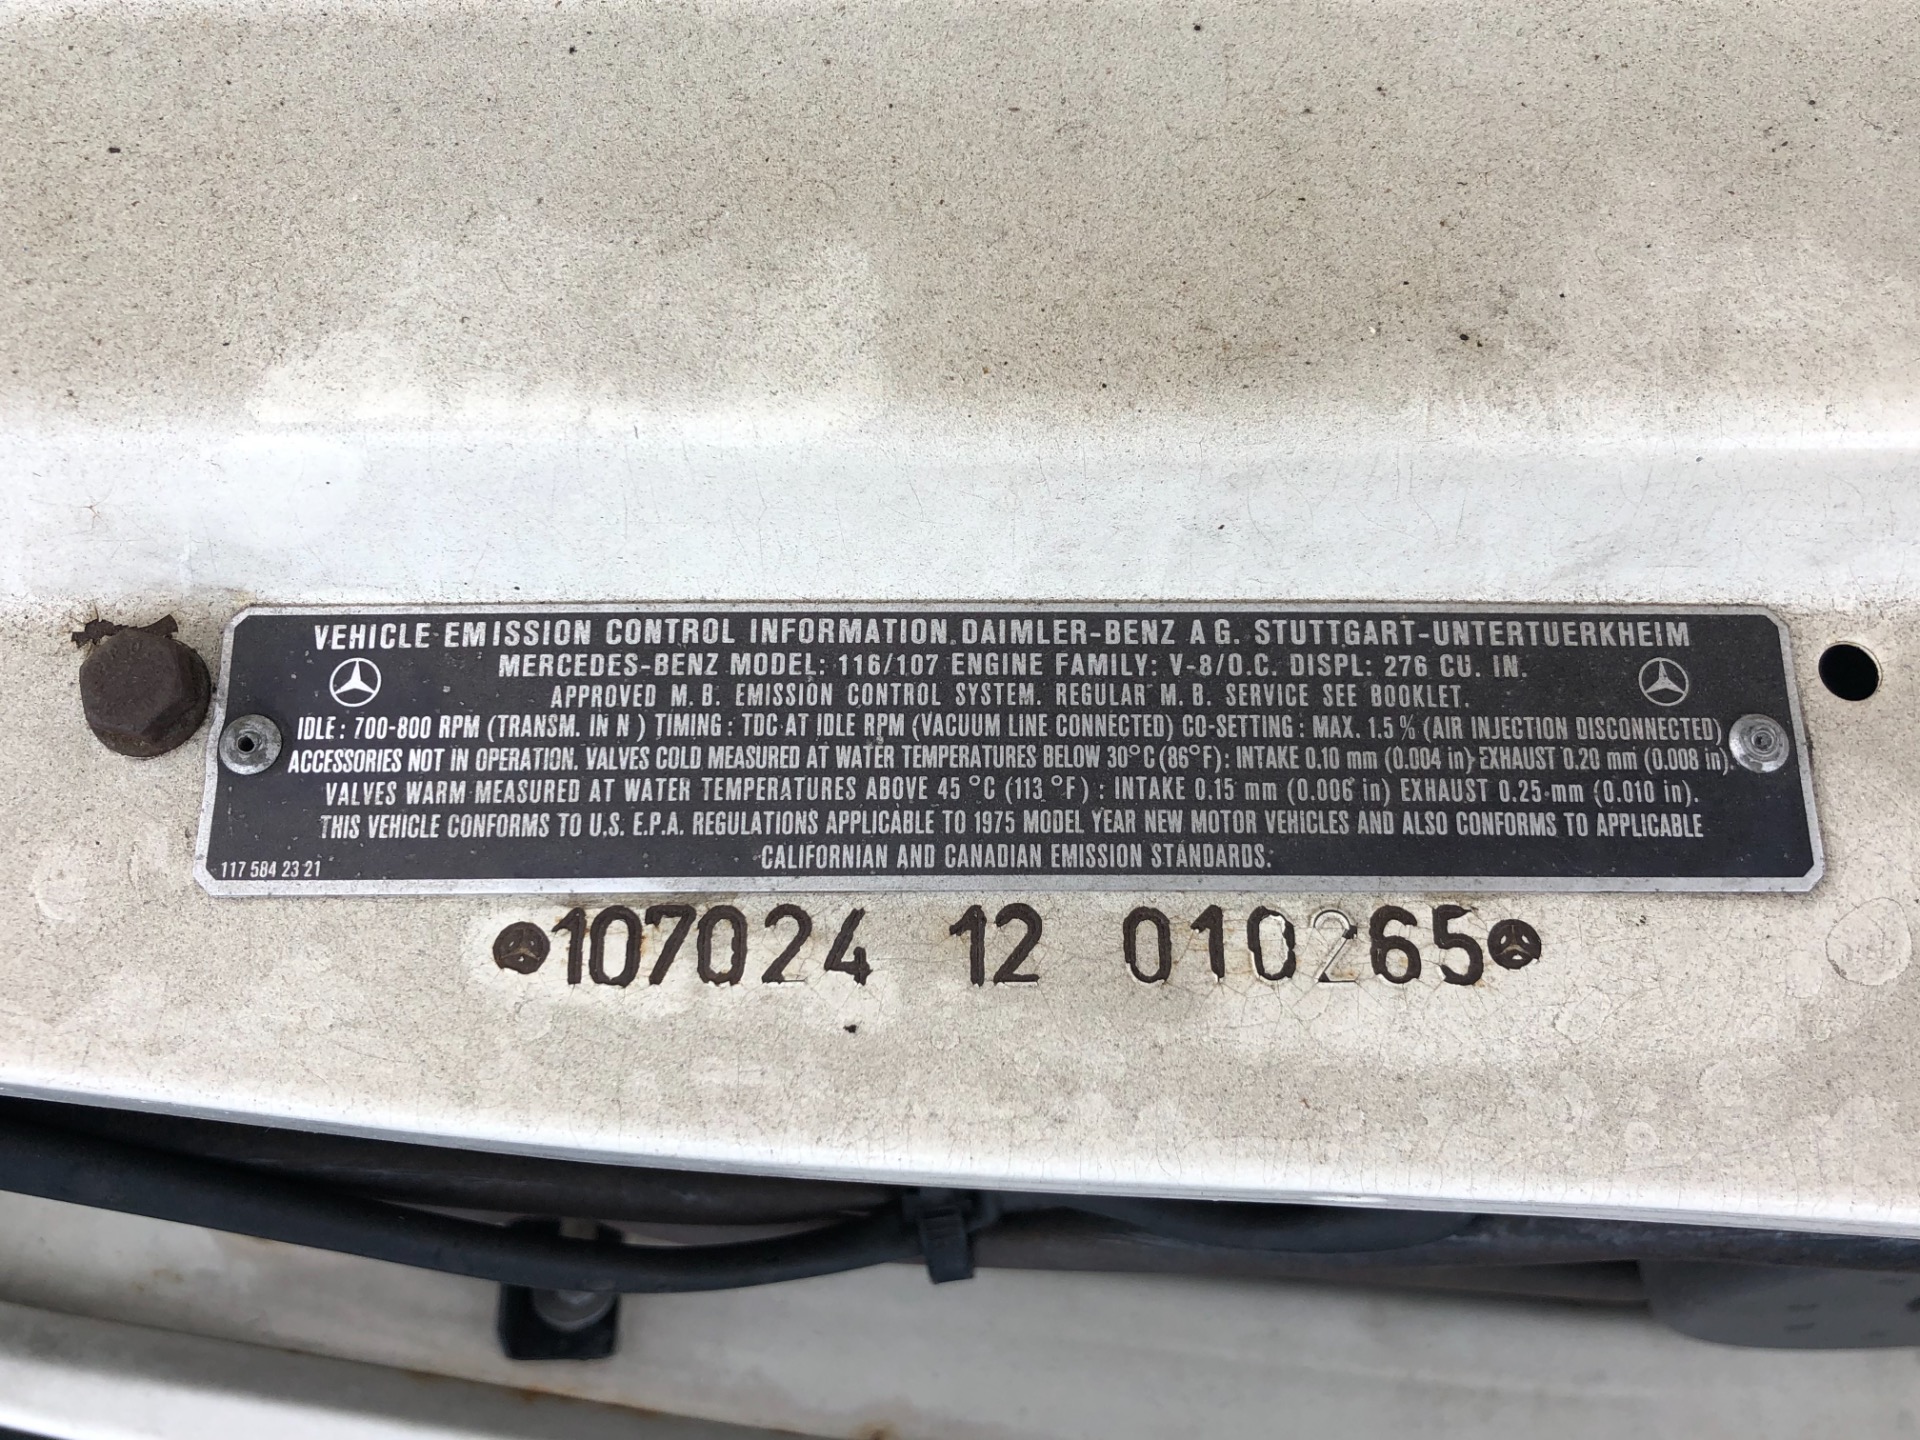 VEHICLE EMISSION CONTROL INFORMATION. DAIMLER-BENZ A G. STUTTGART-UNTERTUERKHEIM
MERCEDES-BENZ MODEL: 116/107 ENGINE FAMILY: V-8/O.C. DISPL: 276 CU. IN.
APPROVED M. B. EMISSION CONTROL SYSTEM. REGULAR M. B. SERVICE SEE BOOKLET.
IDLE : 700-800 RPM (TRANSM. IN N ) TIMING : TDC AT IDLE RPM (VACUUM LINE CONNECTED) CO-SETTING : MAX. 1.5 % (AIR INJECTION DISCONNECTED)
ACCESSORIES NOT IN OPERATION. VALVES COLD MEASURED AT WATER TEMPERATURES BELOW 30°C (86°F) : INTAKE 0.10 mm (0.004 in) EXHAUST 0.20 mm (0.008 in).
VALVES WARM MEASURED AT WATER TEMPERATURES ABOVE 45 °C (113 °F) : INTAKE 0.15 mm (0.006 in) EXHAUST 0.25 mm (0.010 in).
THIS VEHICLE CONFORMS TO U.S. E.P.A. REGULATIONS APPLICABLE TO 1975 MODEL YEAR NEW MOTOR VEHICLES AND ALSO CONFORMS TO APPLICABLE
CALIFORNIAN AND CANADIAN EMISSION STANDARDS.
117 584 23 21
107024 12 010265